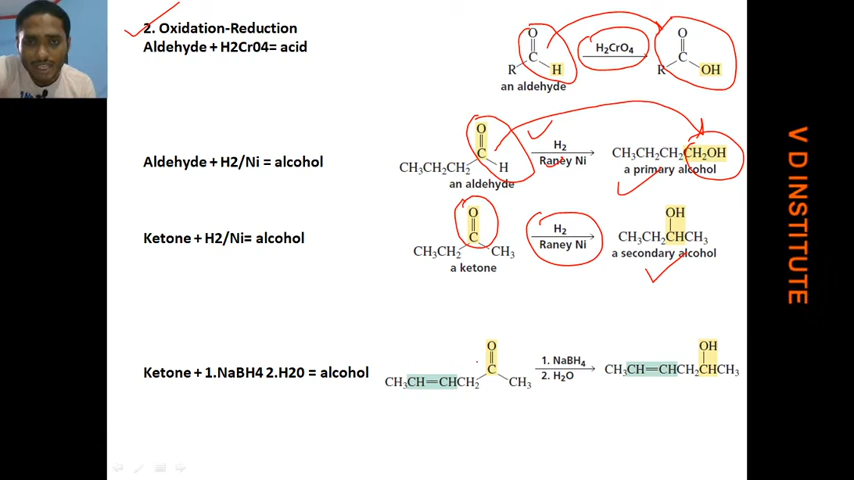 2. Oxidation-Reduction
Aldehyde + H2Cr04= acid
O
R C H
H₂CrO₄
O
R C OH
an aldehyde
Aldehyde + H2/Ni = alcohol
O
CH₃CH₂CH₂ C H
H₂
Raney Ni
CH₃CH₂CH₂CH₂OH
an aldehyde
a primary alcohol
Ketone + H2/Ni= alcohol
O
CH₃CH₂ C CH₃
H₂
Raney Ni
OH
CH₃CH₂CHCH₃
a ketone
a secondary alcohol
Ketone + 1.NaBH4 2.H20 = alcohol
O
CH₃CH=CHCH₂ C CH₃
1. NaBH₄
2. H₂O
OH
CH₃CH=CHCH₂CHCH₃
V D INSTITUTE